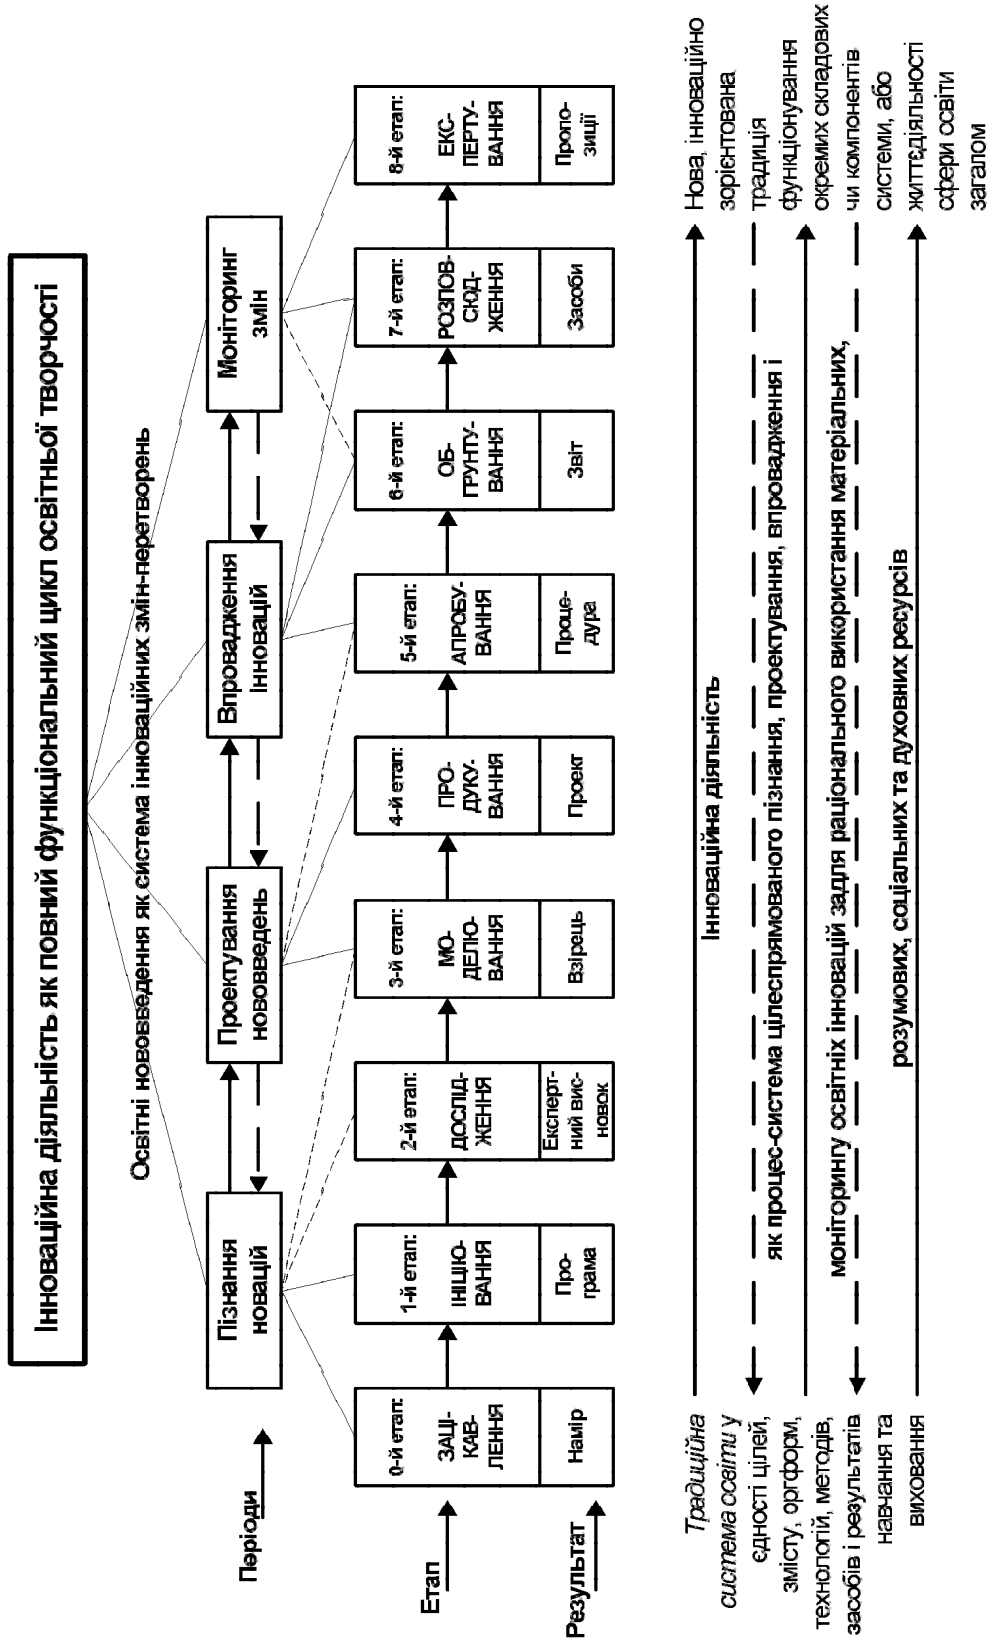 Інноваційна діяльність як повний функціональний цикл освітньої творчості
Освітні нововведення як система інноваційних змін-перетворень
Періоди
Пізнання
новацій
Проектування
нововведень
Впровадження
інновацій
Моніторинг
змін
Етап
0-й етап:
ЗАЦІ-
КАВ-
ЛЕННЯ
1-й етап:
ІНІЦІЮ-
ВАННЯ
2-й етап:
ДОСЛІД-
ЖЕННЯ
3-й етап:
МО-
ДЕЛЮ-
ВАННЯ
4-й етап:
ПРО-
ДУКУ-
ВАННЯ
5-й етап:
АПРОБУ-
ВАННЯ
6-й етап:
ОБ-
ГРУНТУ-
ВАННЯ
7-й етап:
РОЗПОВ-
СЮД-
ЖЕННЯ
8-й етап:
ЕКС-
ПЕРТУ-
ВАННЯ
Результат
Намір
Про-
грама
Експерт-
ний вис-
новок
Взірець
Проект
Проце-
дура
Звіт
Засоби
Пропо-
зиції
Традиційна
система освіти у
єдності цілей,
змісту, оргформ,
технологій, методів,
засобів і результатів
навчання та
виховання
Інноваційна діяльність
як процес-система цілеспрямованого пізнання, проектування, впровадження і
моніторингу освітніх інновацій задля раціонального використання матеріальних,
розумових, соціальних та духовних ресурсів
Нова, інноваційно
зорієнтована
традиція
функціонування
окремих складових
чи компонентів
системи, або
життєдіяльності
сфери освіти
загалом